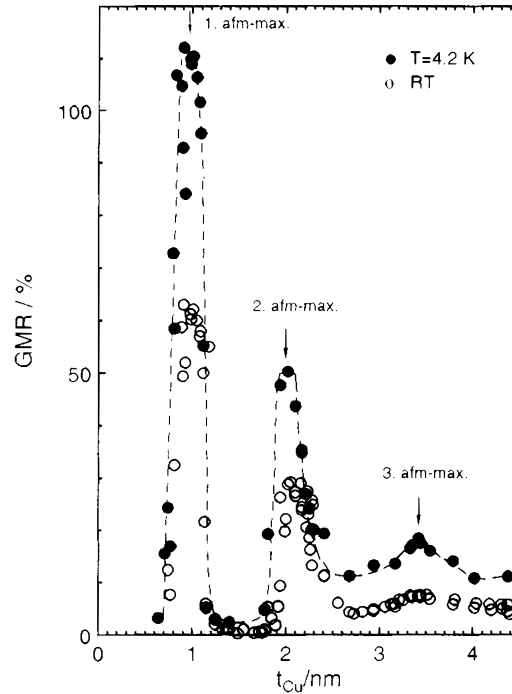 1. afm-max.
T=4.2 K
RT
100
2. afm-max.
GMR / %
50
3. afm-max.
0
0 1 2 3 4
tCu/nm